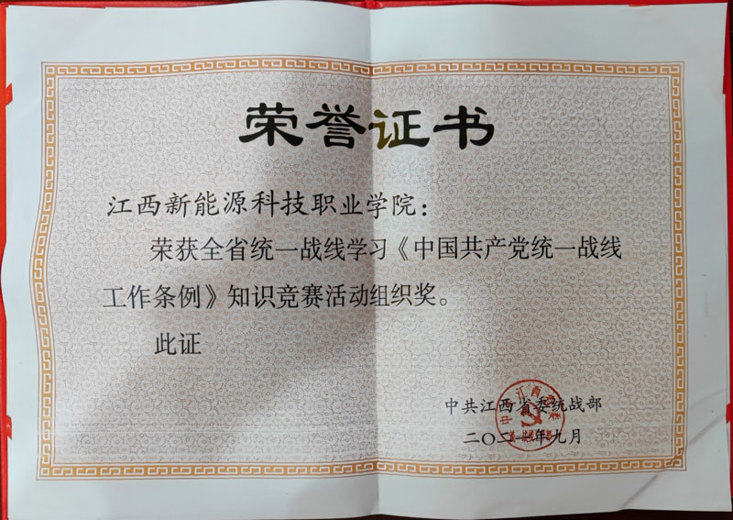 荣誉证书
江西新能源科技职业学院：
荣获全省统一战线学习《中国共产党统一战线
工作条例》知识竞赛活动组织奖。
此证
中共江西省委统战部
二〇二一年九月